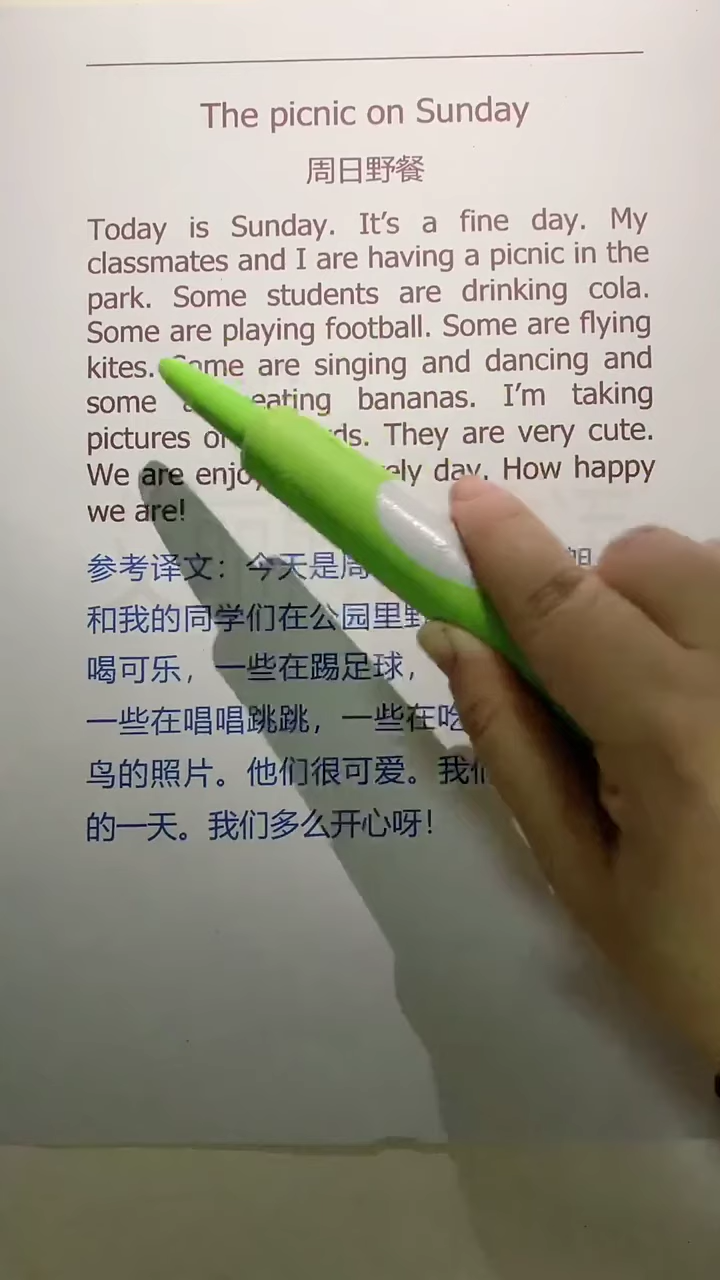 The picnic on Sunday
周日野餐
Today is Sunday. It's a fine day. My
classmates and I are having a picnic in the
park. Some students are drinking cola.
Some are playing football. Some are flying
kites. Some are singing and dancing and
some eating bananas. I'm taking
pictures They are very cute.
We are day. How happy
we are!
参考译文：今天是周
和我的同学们在公园里野
喝可乐，一些在踢足球，
一些在唱唱跳跳，一些在吃
鸟的照片。他们很可爱。我们
的一天。我们多么开心呀！